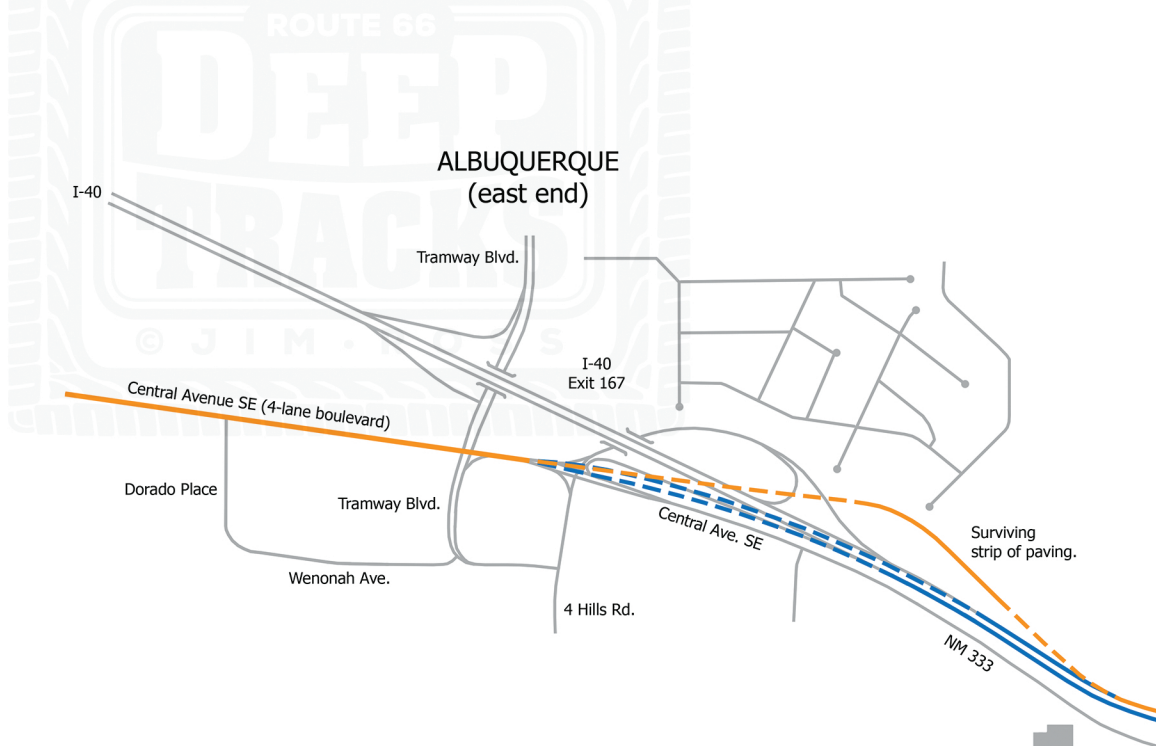 ROUTE 66
DEEP
TRACKS
© JIM·ROSS
ALBUQUERQUE
(east end)
I-40
Tramway Blvd.
I-40
Exit 167
Central Avenue SE (4-lane boulevard)
Dorado Place
Tramway Blvd.
Central Ave. SE
Surviving
strip of paving.
Wenonah Ave.
4 Hills Rd.
NM 333